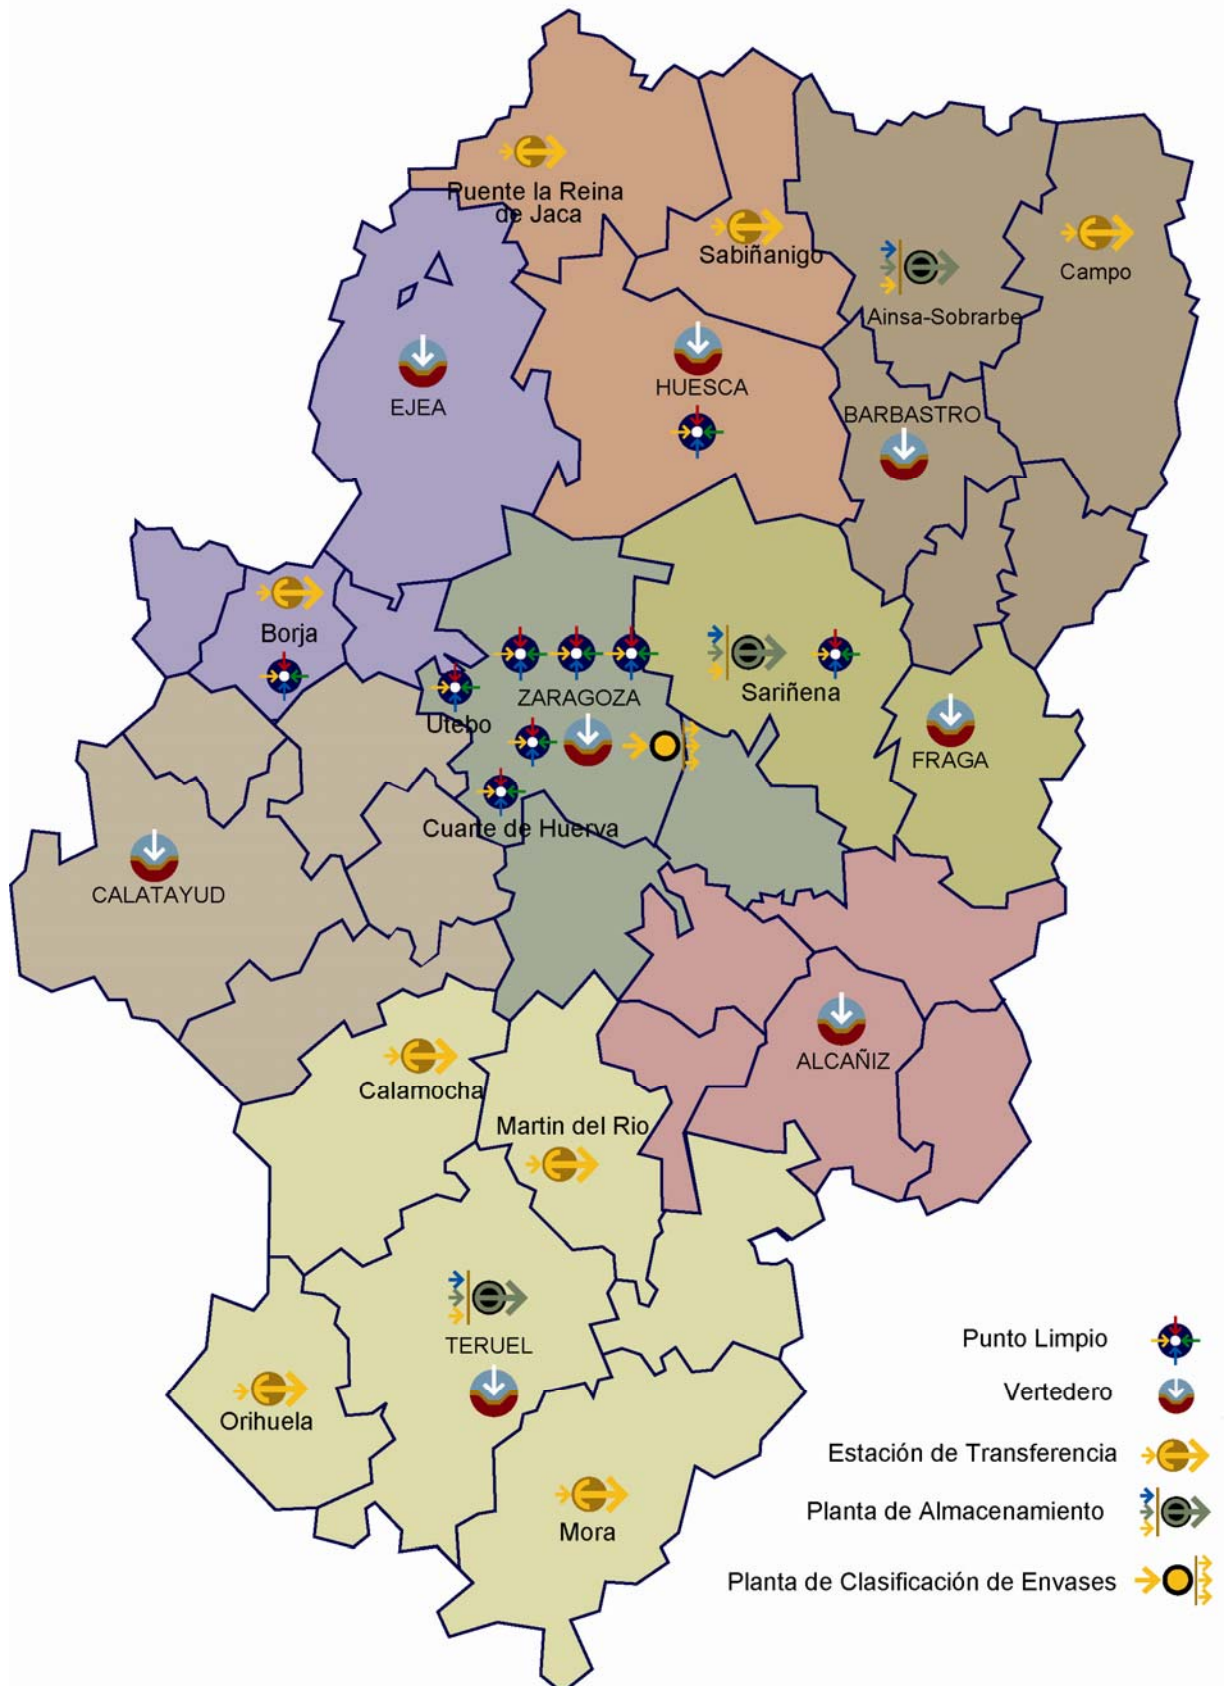 Puente la Reina
de Jaca
Sabiñanigo
Campo
Ainsa-Sobrarbe
EJEA
HUESCA
BARBASTRO
Borja
Sariñena
ZARAGOZA
Utebo
FRAGA
Cuarte de Huerva
CALATAYUD
ALCAÑIZ
Calamocha
Martin del Rio
TERUEL
Orihuela
Mora
Punto Limpio
Vertedero
Estación de Transferencia
Planta de Almacenamiento
Planta de Clasificación de Envases